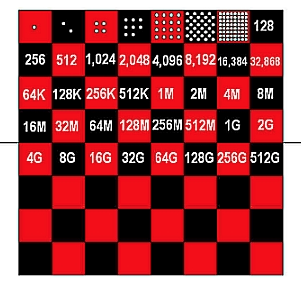 128
256 512 1,024 2,048 4,096 8,192 16,384 32,868
64K 128K 256K 512K 1M 2M 4M 8M
16M 32M 64M 128M 256M 512M 1G 2G
4G 8G 16G 32G 64G 128G 256G 512G